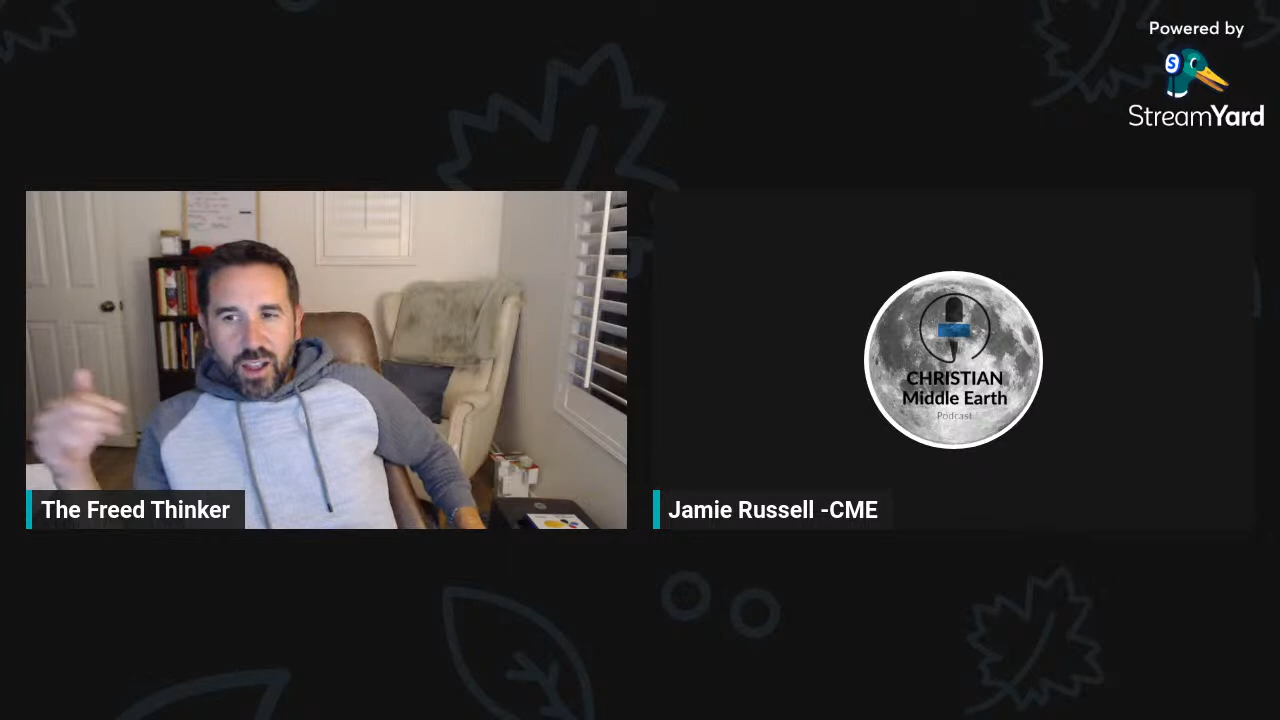 Powered by
S
StreamYard
CHRISTIAN
Middle Earth
Podcast
The Freed Thinker
Jamie Russell -CME